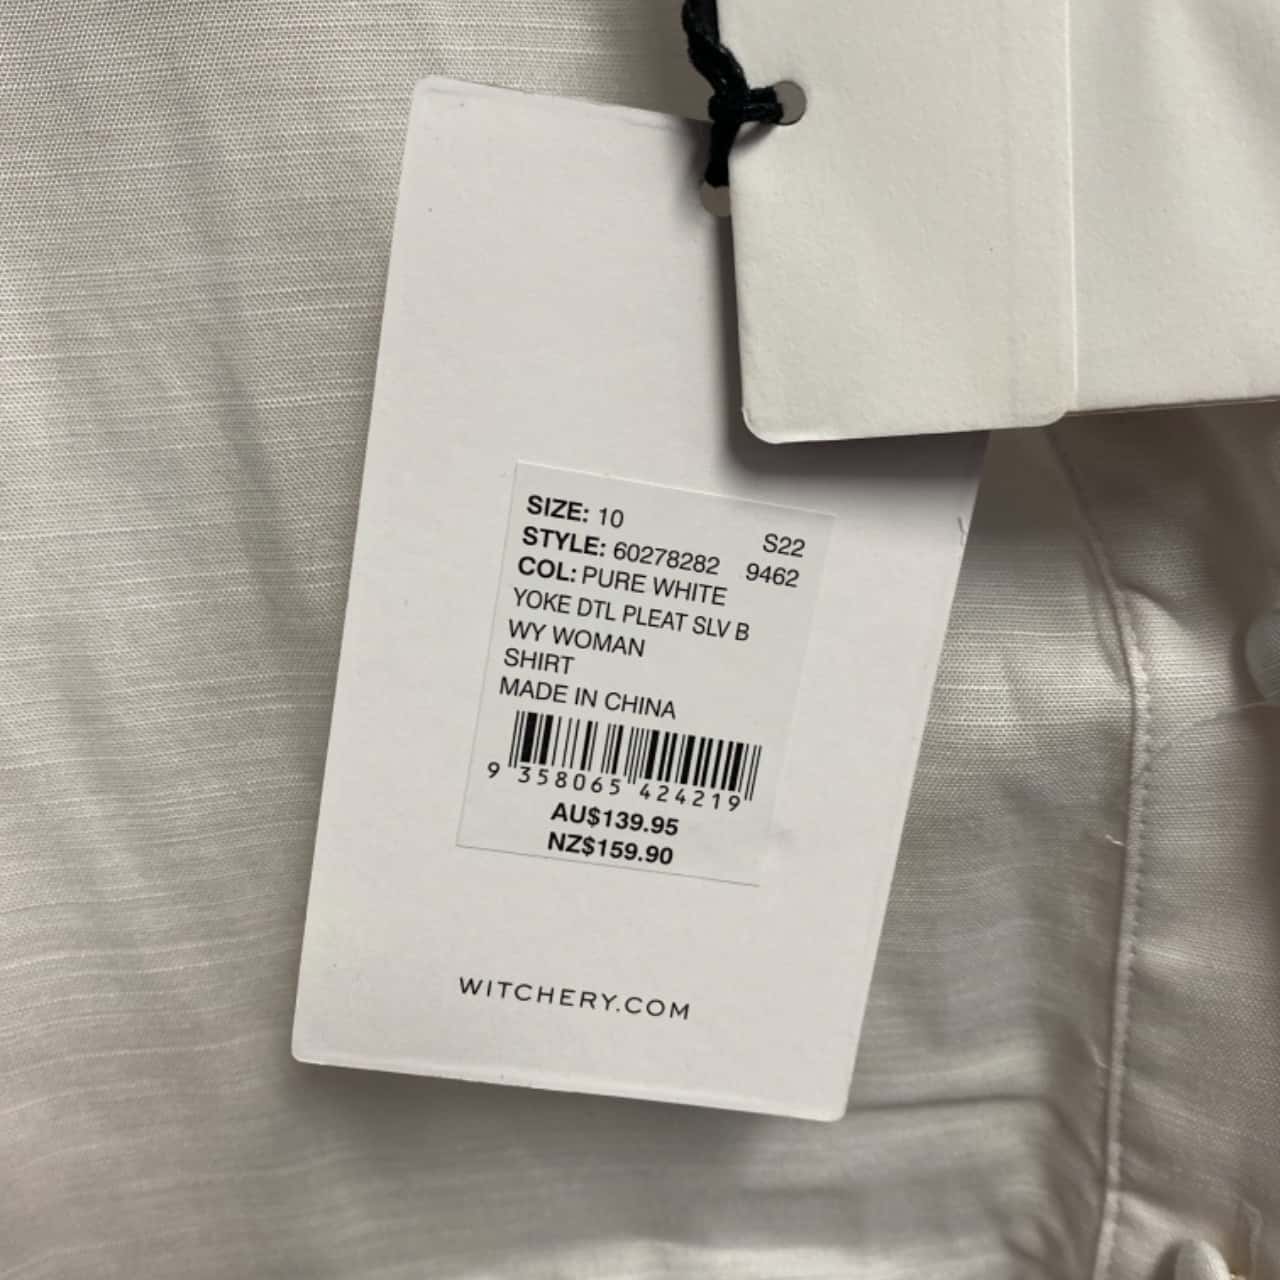 SIZE: 10 S22
STYLE: 60278282 9462
COL: PURE WHITE
YOKE DTL PLEAT SLV B
WY WOMAN
SHIRT
MADE IN CHINA
9 358065 424219
AU$139.95
NZ$159.90
WITCHERY.COM